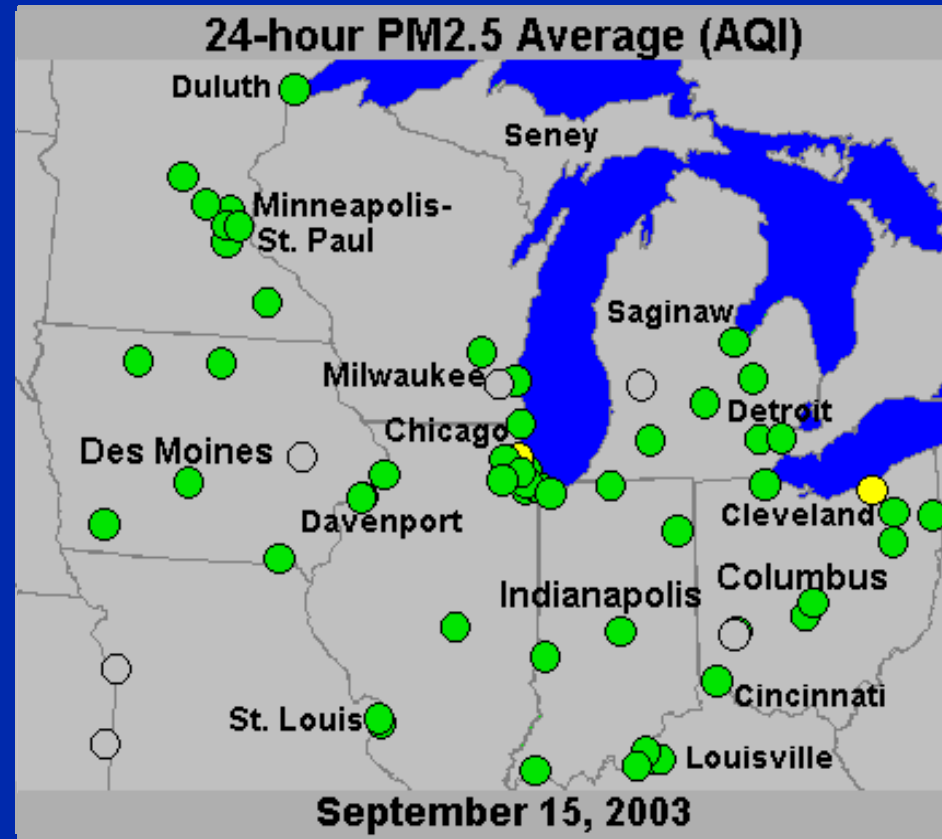 24-hour PM2.5 Average (AQI)
Duluth
Seney
Minneapolis-
St. Paul
Saginaw
Milwaukee
Detroit
Chicago
Des Moines
Davenport
Cleveland
Columbus
Indianapolis
Cincinnati
St. Louis
Louisville
September 15, 2003